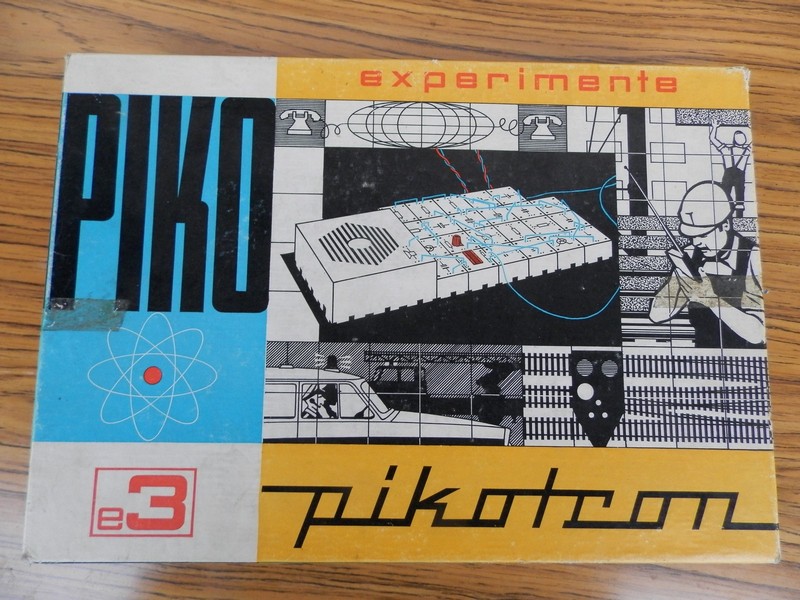 experimente
PIKO
e3
pikotron